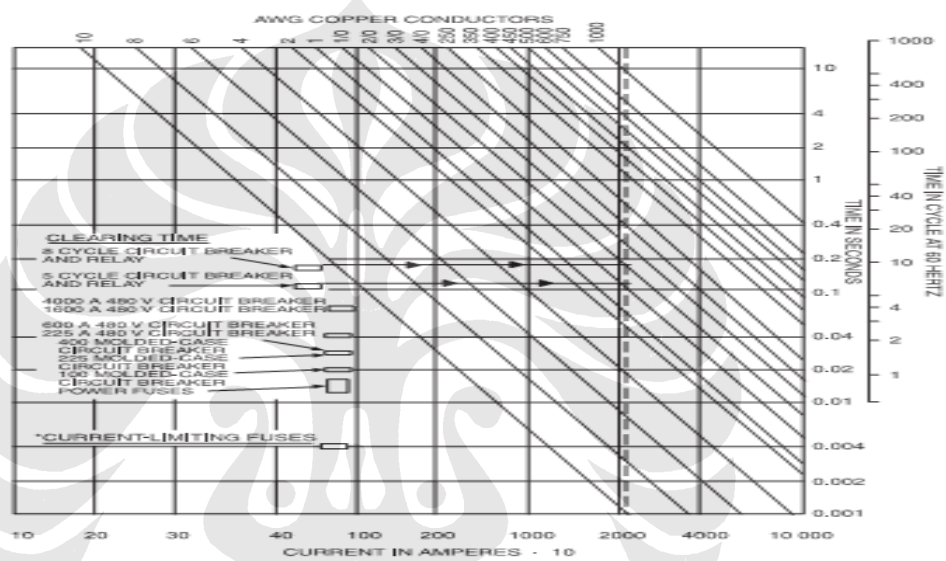 AWG COPPER CONDUCTORS
10 8 6 4 2 1 1/0 2/0 3/0 4/0 250 350 400 450 500 600 750 1000
CLEARING TIME
8 CYCLE CIRCUIT BREAKER
AND RELAY
5 CYCLE CIRCUIT BREAKER
AND RELAY
4000 A 480 V CIRCUIT BREAKER
1600 A 480 V CIRCUIT BREAKER
600 A 480 V CIRCUIT BREAKER
225 A 480 V CIRCUIT BREAKER
400 MOLDED-CASE
CIRCUIT BREAKER
225 MOLDED-CASE
CIRCUIT BREAKER
100 MOLDED-CASE
CIRCUIT BREAKER
POWER FUSES
*CURRENT-LIMITING FUSES
10
4
2
1
0.4
0.2
0.1
0.04
0.02
0.01
0.004
0.002
0.001
TIME IN SECONDS
1000
400
200
100
40
20
10
4
2
1
TIME IN CYCLE AT 60 HERTZ
10 20 30 40 100 200 1000 2000 4000 10 000
CURRENT IN AMPERES - 10